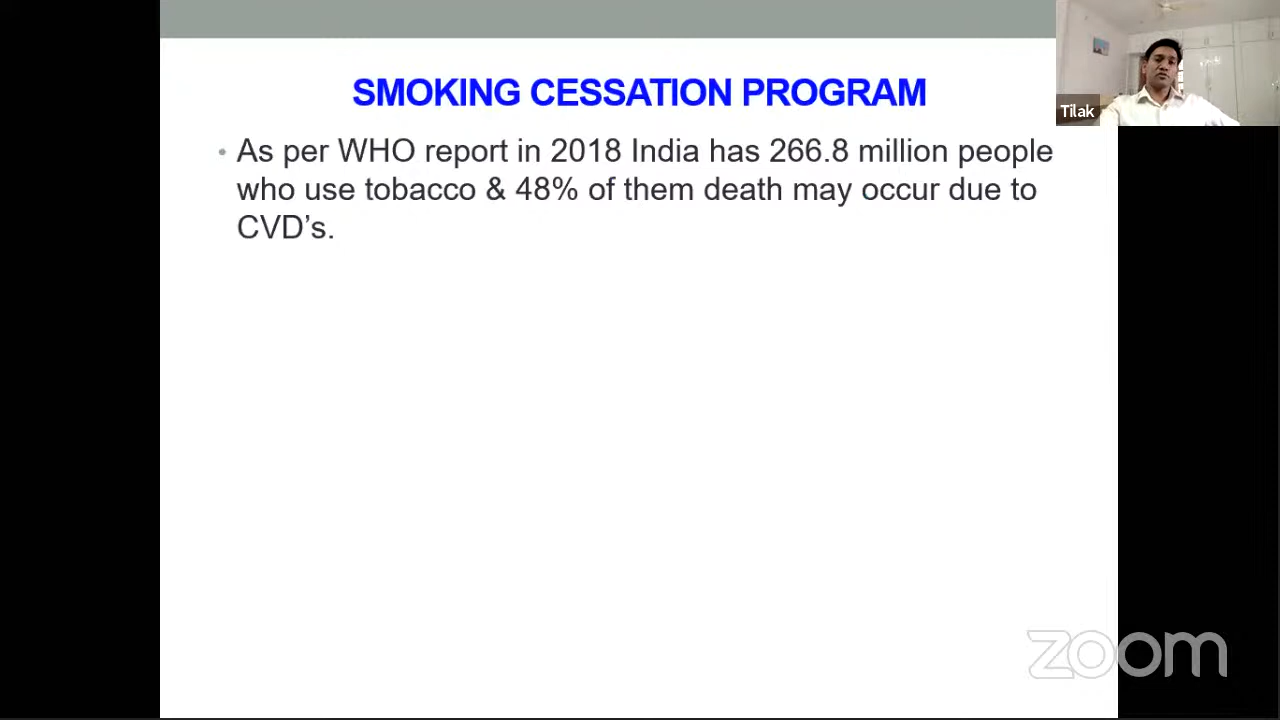 SMOKING CESSATION PROGRAM
• As per WHO report in 2018 India has 266.8 million people
who use tobacco & 48% of them death may occur due to
CVD’s.
Tilak
zoom